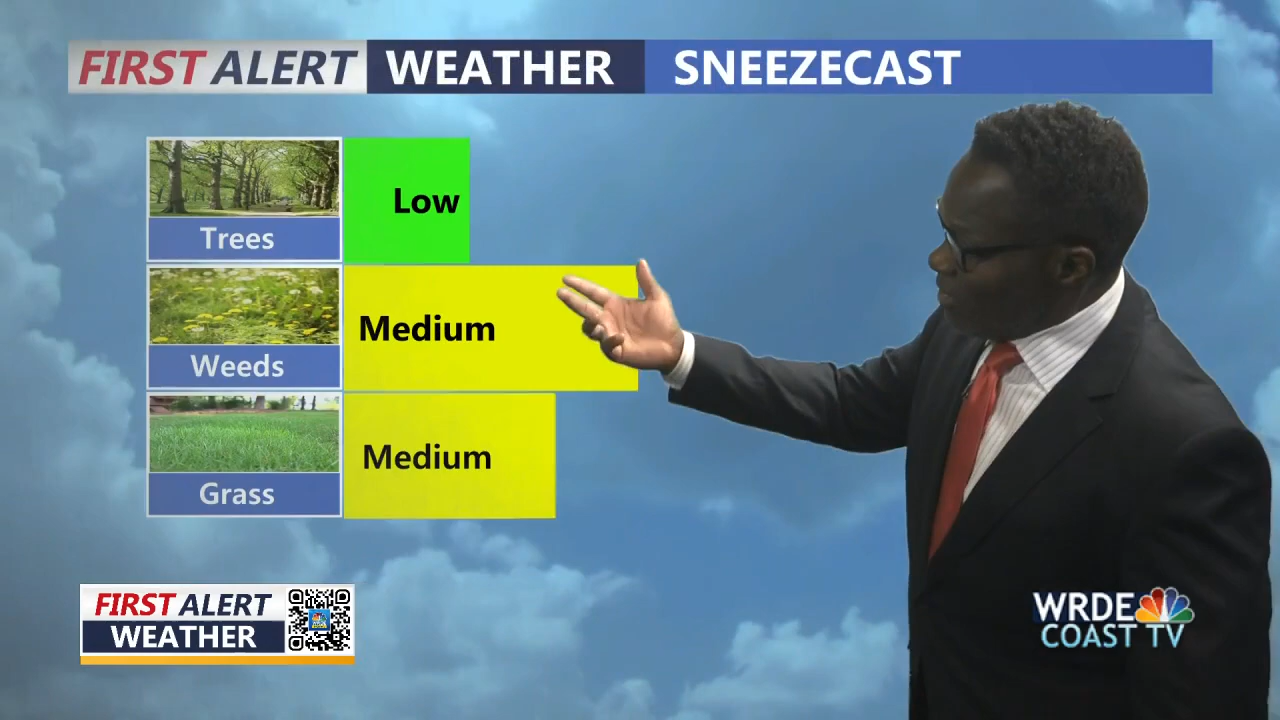 FIRST ALERT WEATHER SNEEZECAST
Trees
Low
Weeds
Medium
Grass
Medium
FIRST ALERT
WEATHER
WRDE
COAST TV